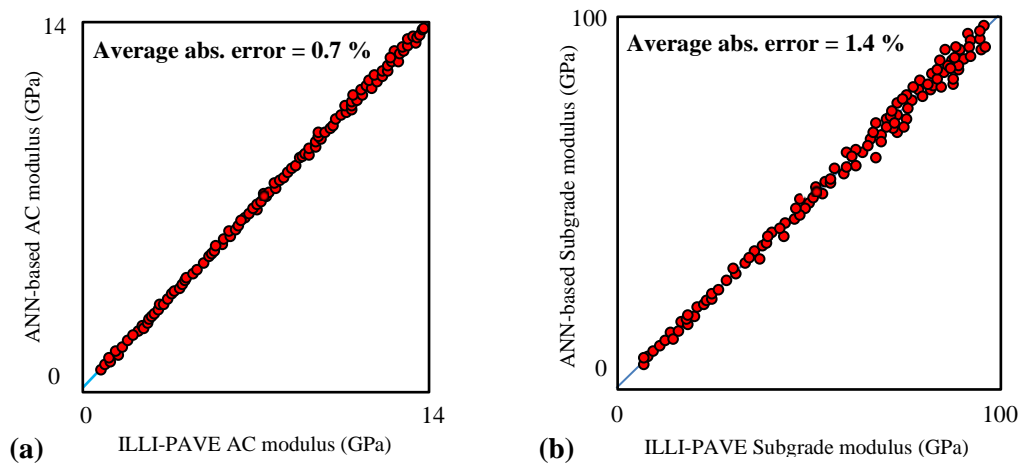 14
Average abs. error = 0.7 %
ANN-based AC modulus (GPa)
0
0
14
(a)
ILLI-PAVE AC modulus (GPa)
100
Average abs. error = 1.4 %
ANN-based Subgrade modulus (GPa)
0
0
100
(b)
ILLI-PAVE Subgrade modulus (GPa)